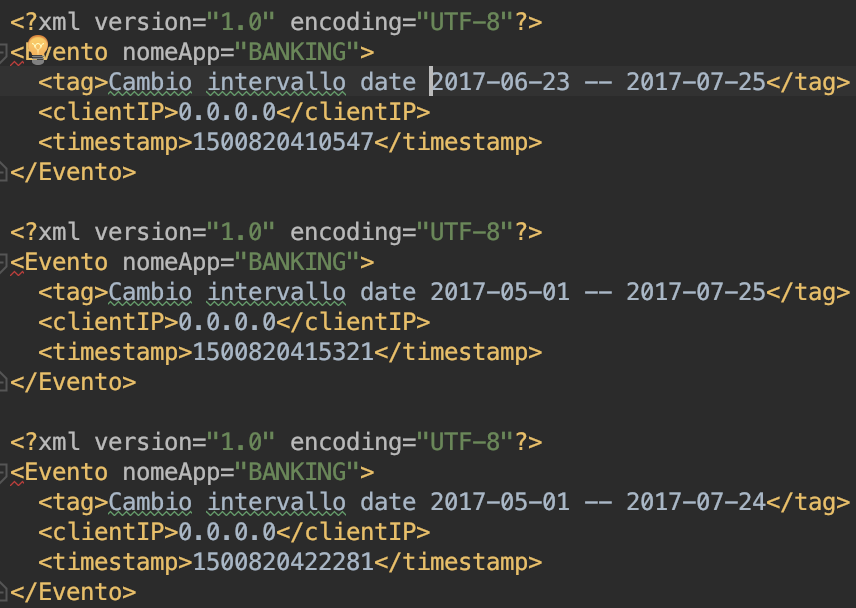 <?xml version="1.0" encoding="UTF-8"?>
<Evento nomeApp="BANKING">
<tag>Cambio intervallo date 2017-06-23 -- 2017-07-25</tag>
<clientIP>0.0.0.0</clientIP>
<timestamp>1500820410547</timestamp>
</Evento>
<?xml version="1.0" encoding="UTF-8"?>
<Evento nomeApp="BANKING">
<tag>Cambio intervallo date 2017-05-01 -- 2017-07-25</tag>
<clientIP>0.0.0.0</clientIP>
<timestamp>1500820415321</timestamp>
</Evento>
<?xml version="1.0" encoding="UTF-8"?>
<Evento nomeApp="BANKING">
<tag>Cambio intervallo date 2017-05-01 -- 2017-07-24</tag>
<clientIP>0.0.0.0</clientIP>
<timestamp>1500820422281</timestamp>
</Evento>